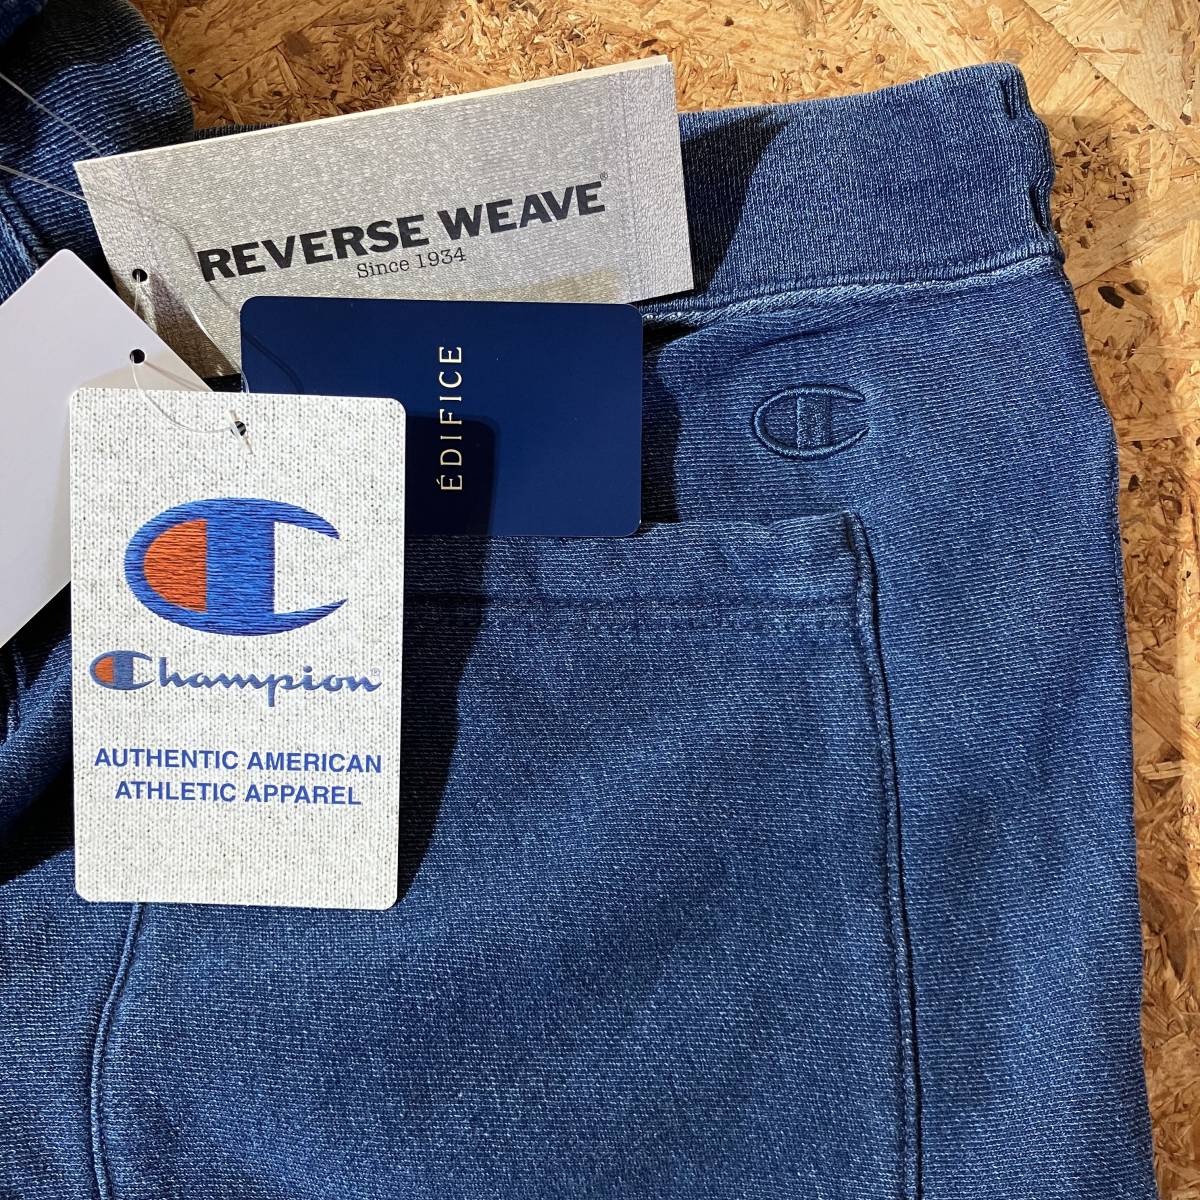 REVERSE WEAVE®
Since 1934
ÉDIFICE
Champion®
AUTHENTIC AMERICAN
ATHLETIC APPAREL